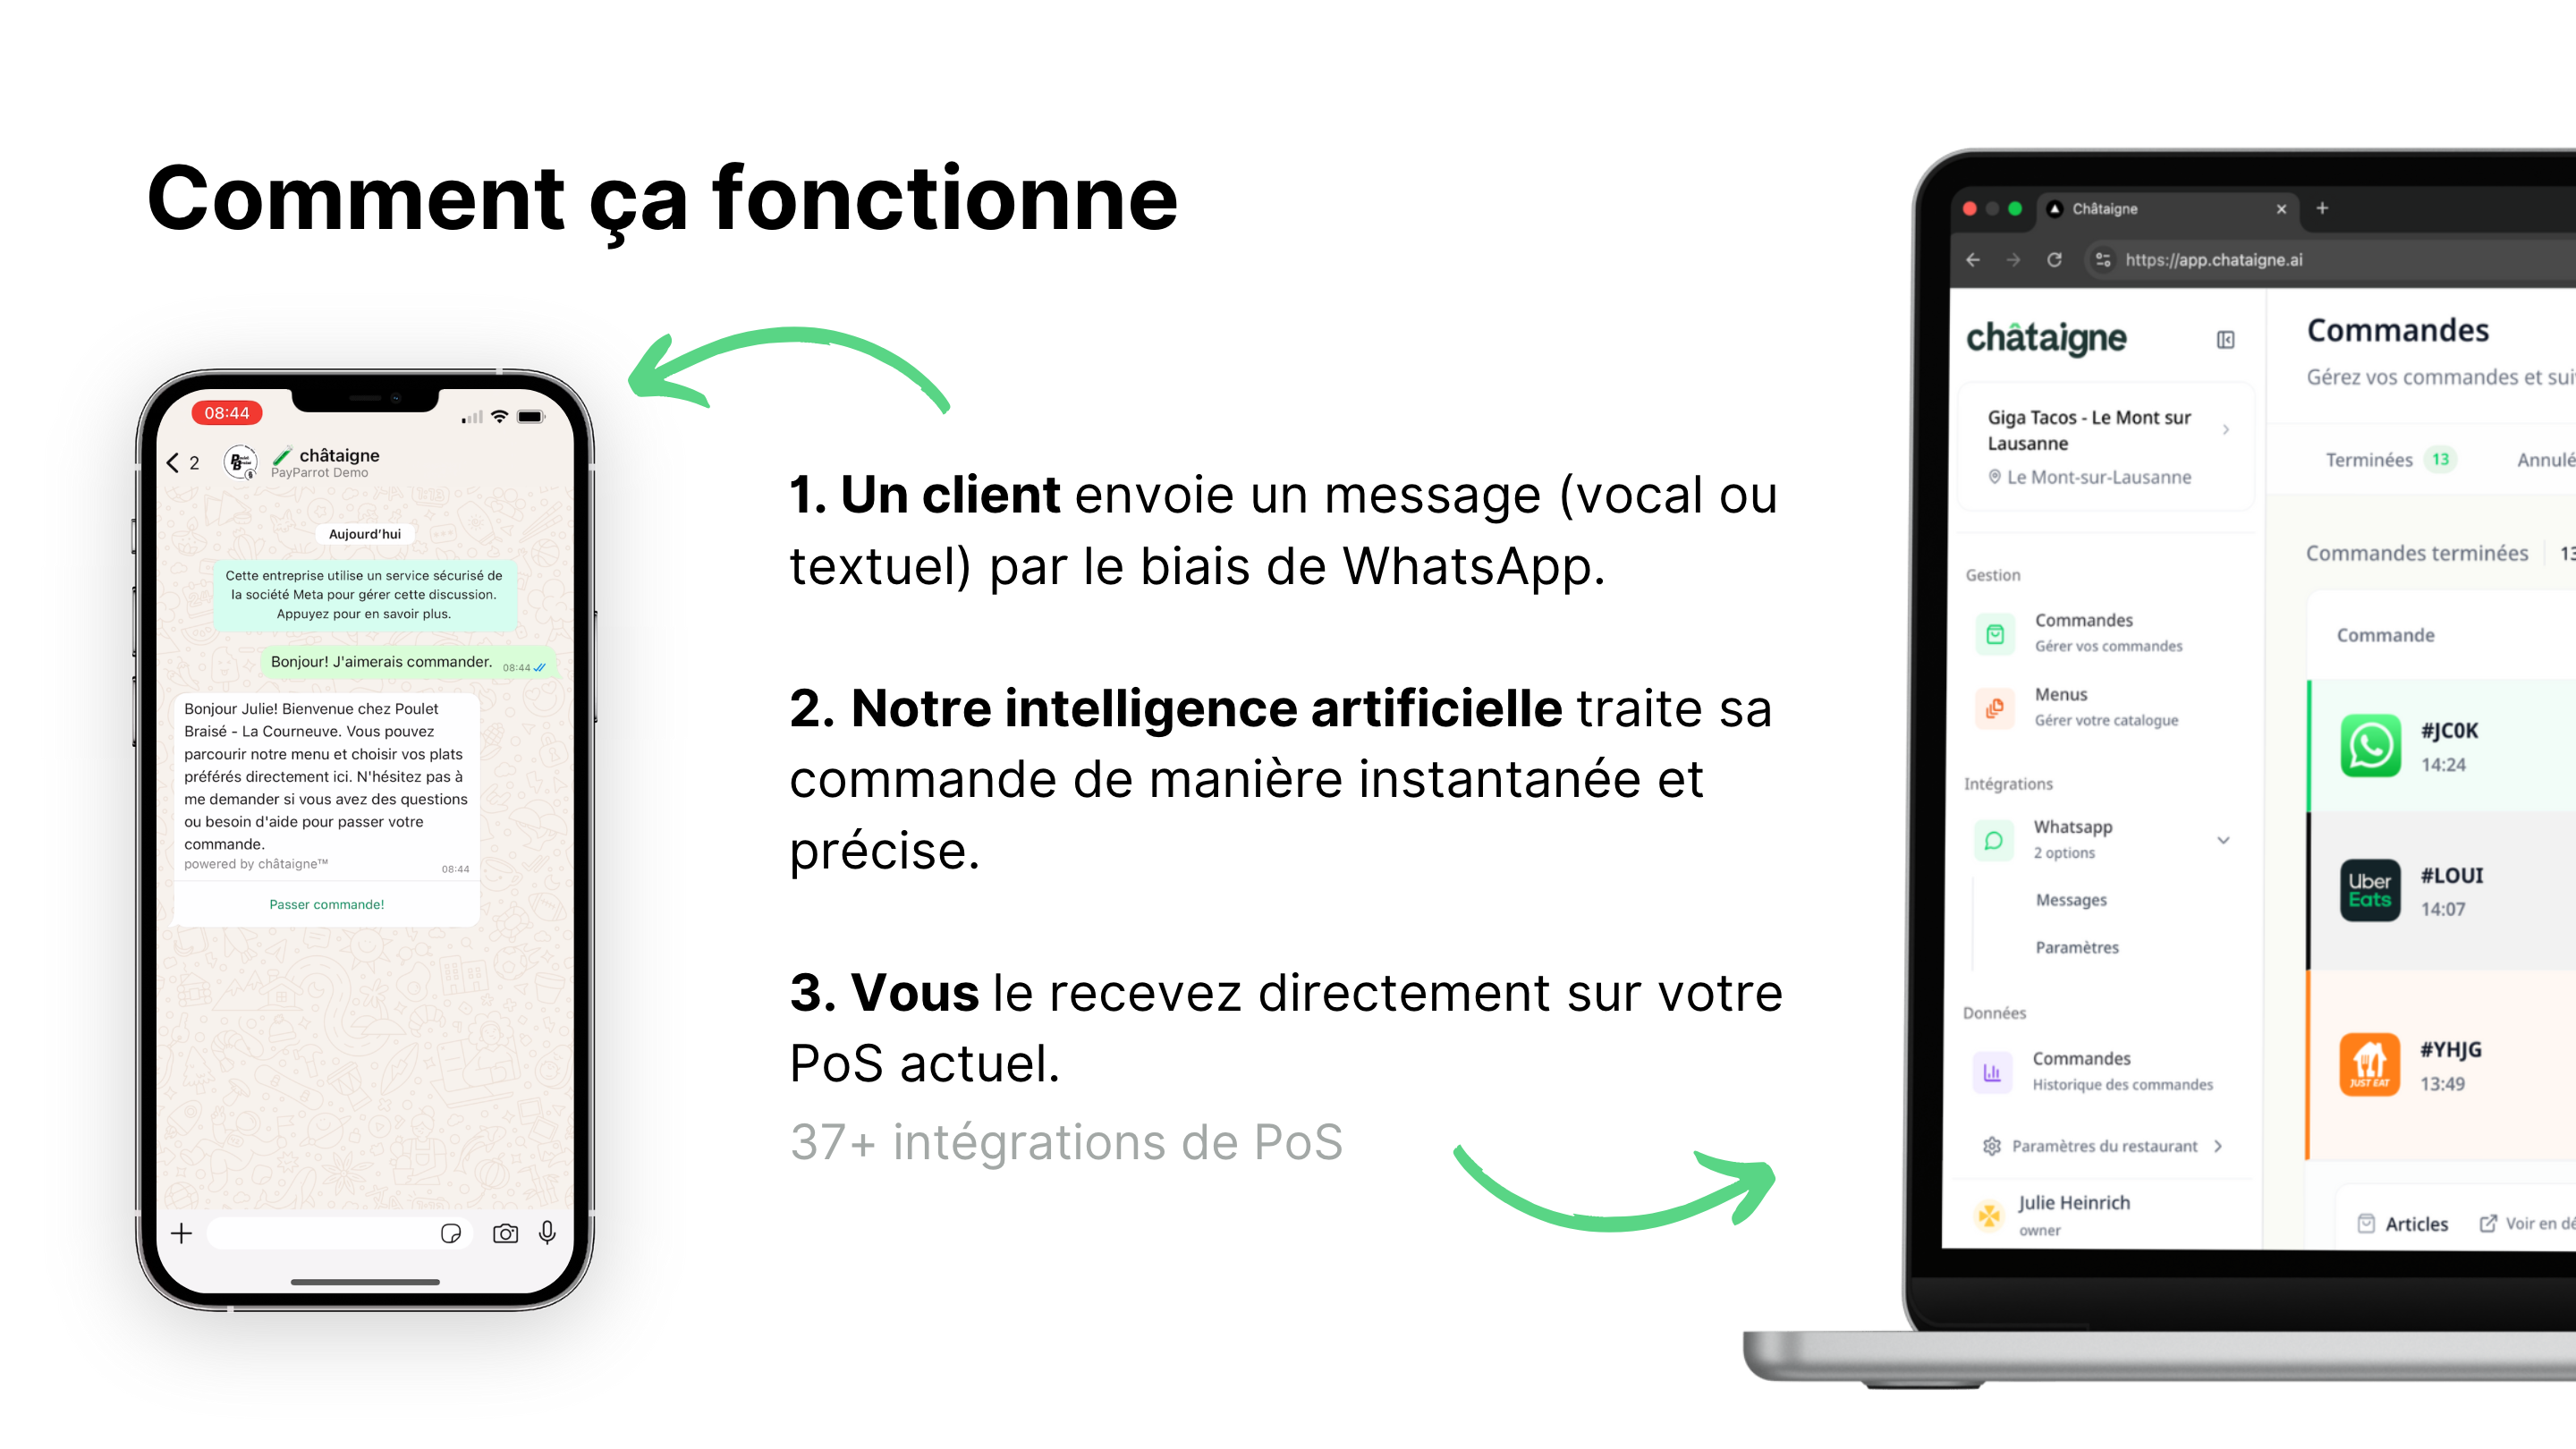 Comment ça fonctionne
08:44
2
châtaigne
PayParrot Demo
Aujourd'hui
Cette entreprise utilise un service sécurisé de
la société Meta pour gérer cette discussion.
Appuyez pour en savoir plus.
Bonjour! J'aimerais commander.
08:44
Bonjour Julie! Bienvenue chez Poulet
Braisé - La Courneuve. Vous pouvez
parcourir notre menu et choisir vos plats
préférés directement ici. N'hésitez pas à
me demander si vous avez des questions
ou besoin d'aide pour passer votre
commande.
powered by châtaigne™
08:44
Passer commande!
1. Un client envoie un message (vocal ou
textuel) par le biais de WhatsApp.
2. Notre intelligence artificielle traite sa
commande de manière instantanée et
précise.
3. Vous le recevez directement sur votre
PoS actuel.
37+ intégrations de PoS
Châtaigne
https://app.chataigne.ai
châtaigne
Giga Tacos - Le Mont sur
Lausanne
Le Mont-sur-Lausanne
Gestion
Commandes
Gérer vos commandes
Menus
Gérer votre catalogue
Intégrations
Whatsapp
2 options
Messages
Paramètres
Données
Commandes
Historique des commandes
Paramètres du restaurant
Julie Heinrich
owner
Commandes
Gérez vos commandes et sui
Terminées 13
Annulé
Commandes terminées
13
Commande
#JC0K
14:24
Uber
Eats
#LOUI
14:07
JUST EAT
#YHJG
13:49
Articles
Voir en dé